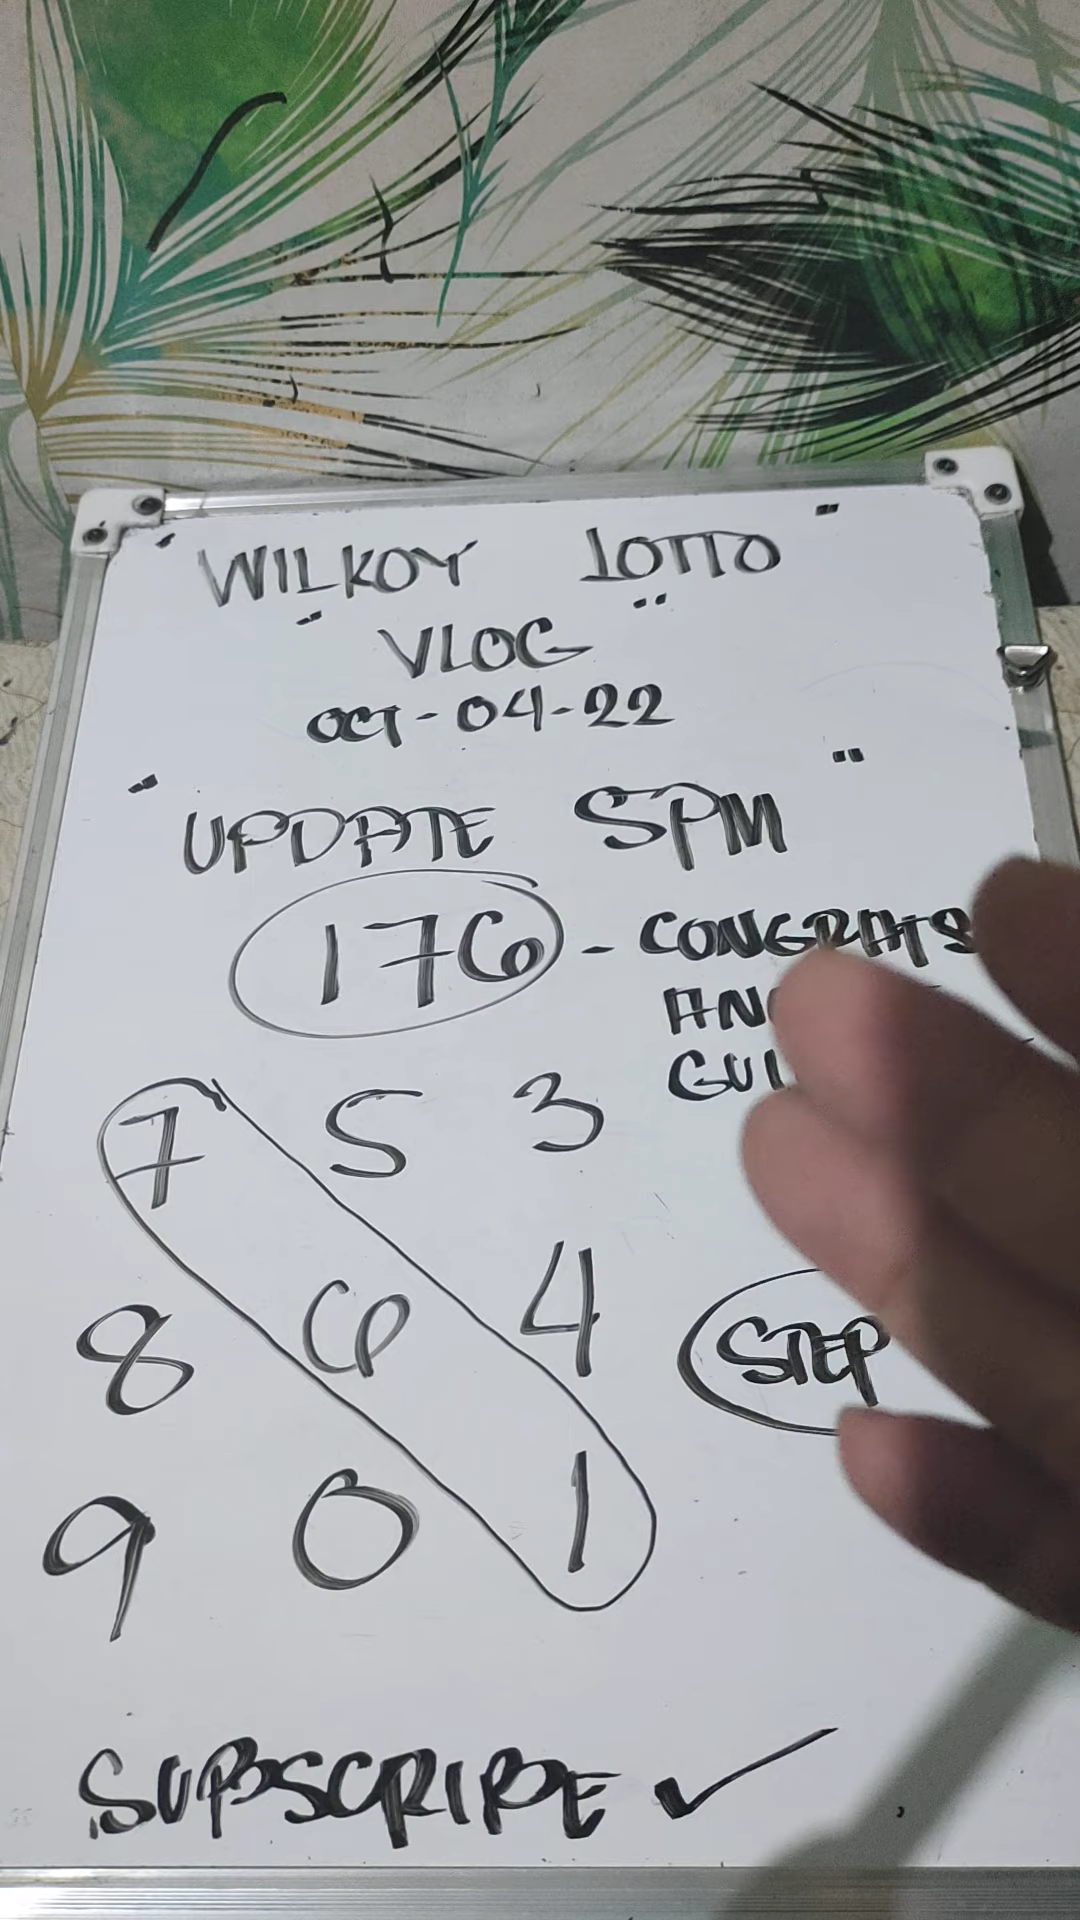 "WILKOY LOTTO"
"VLOG"
OCT-04-22
"UPDATE SPM"
176 - CONGRATS
7 5 3
8 6 4
STEP
9 0 1
SUBSCRIBE ✓